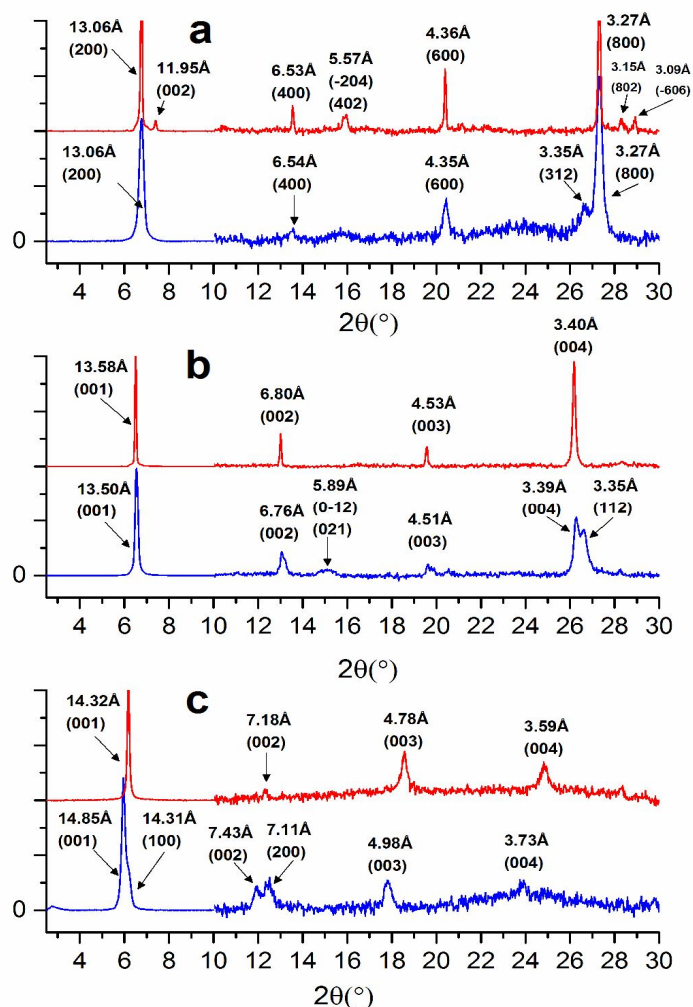 a
13.06Å
(200)
11.95Å
(002)
6.53Å
(400)
5.57Å
(-204)
(402)
4.36Å
(600)
3.27Å
(800)
3.15Å
(802)
3.09Å
(-606)
13.06Å
(200)
6.54Å
(400)
4.35Å
(600)
3.35Å
(312)
3.27Å
(800)
0
4 6 8 10 12 14 16 18 20 22 24 26 28 30
2θ(°)
b
13.58Å
(001)
6.80Å
(002)
4.53Å
(003)
3.40Å
(004)
13.50Å
(001)
6.76Å
(002)
5.89Å
(0-12)
(021)
4.51Å
(003)
3.39Å
(004)
3.35Å
(112)
0
4 6 8 10 12 14 16 18 20 22 24 26 28 30
2θ(°)
c
14.32Å
(001)
7.18Å
(002)
4.78Å
(003)
3.59Å
(004)
14.85Å
(001)
14.31Å
(100)
7.43Å
(002)
7.11Å
(200)
4.98Å
(003)
3.73Å
(004)
0
4 6 8 10 12 14 16 18 20 22 24 26 28 30
2θ(°)